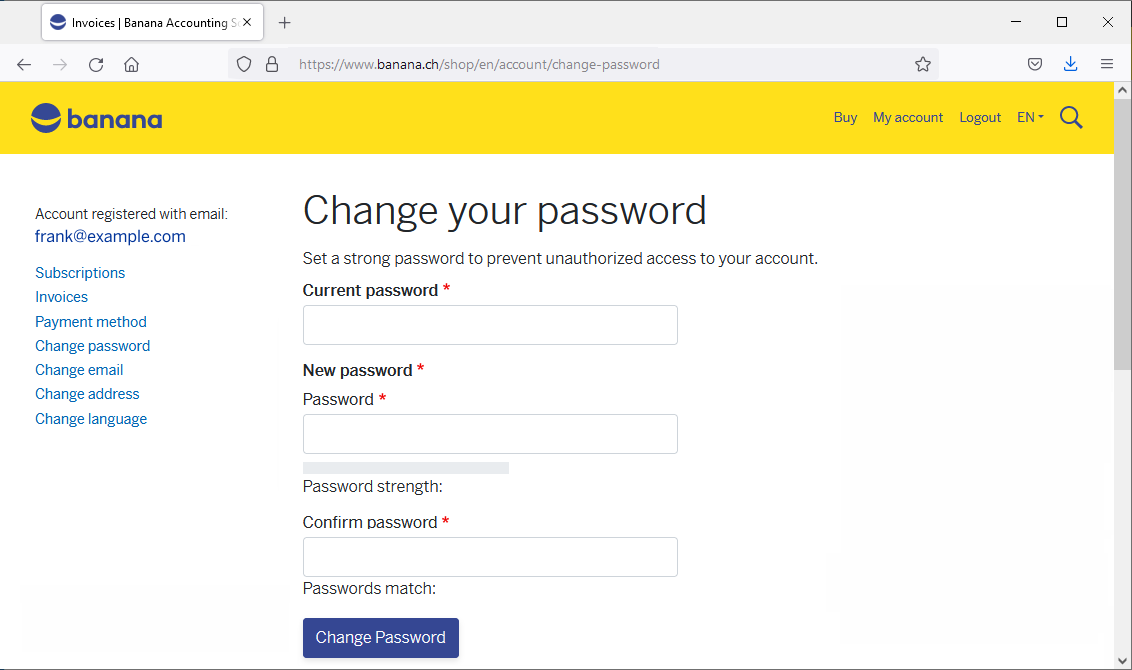 Invoices | Banana Accounting S
https://www.banana.ch/shop/en/account/change-password
banana
Buy My account Logout EN
Account registered with email:
frank@example.com
Subscriptions
Invoices
Payment method
Change password
Change email
Change address
Change language
Change your password
Set a strong password to prevent unauthorized access to your account.
Current password *
New password *
Password *
Password strength:
Confirm password *
Passwords match:
Change Password